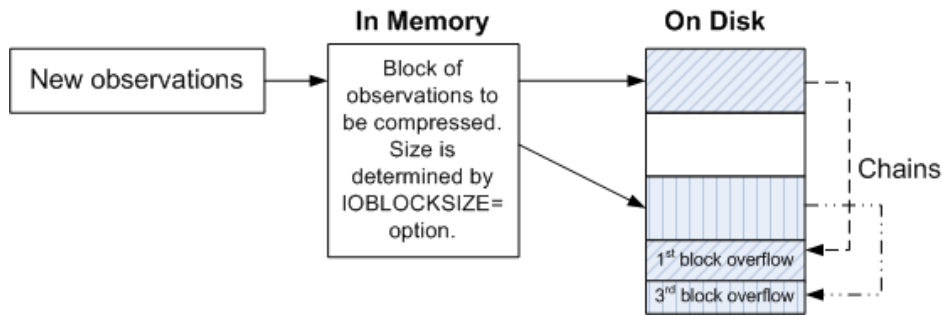 In Memory
On Disk
New observations
Block of
observations to
be compressed.
Size is
determined by
IOBLOCKSIZE=
option.
Chains
1st block overflow
3rd block overflow